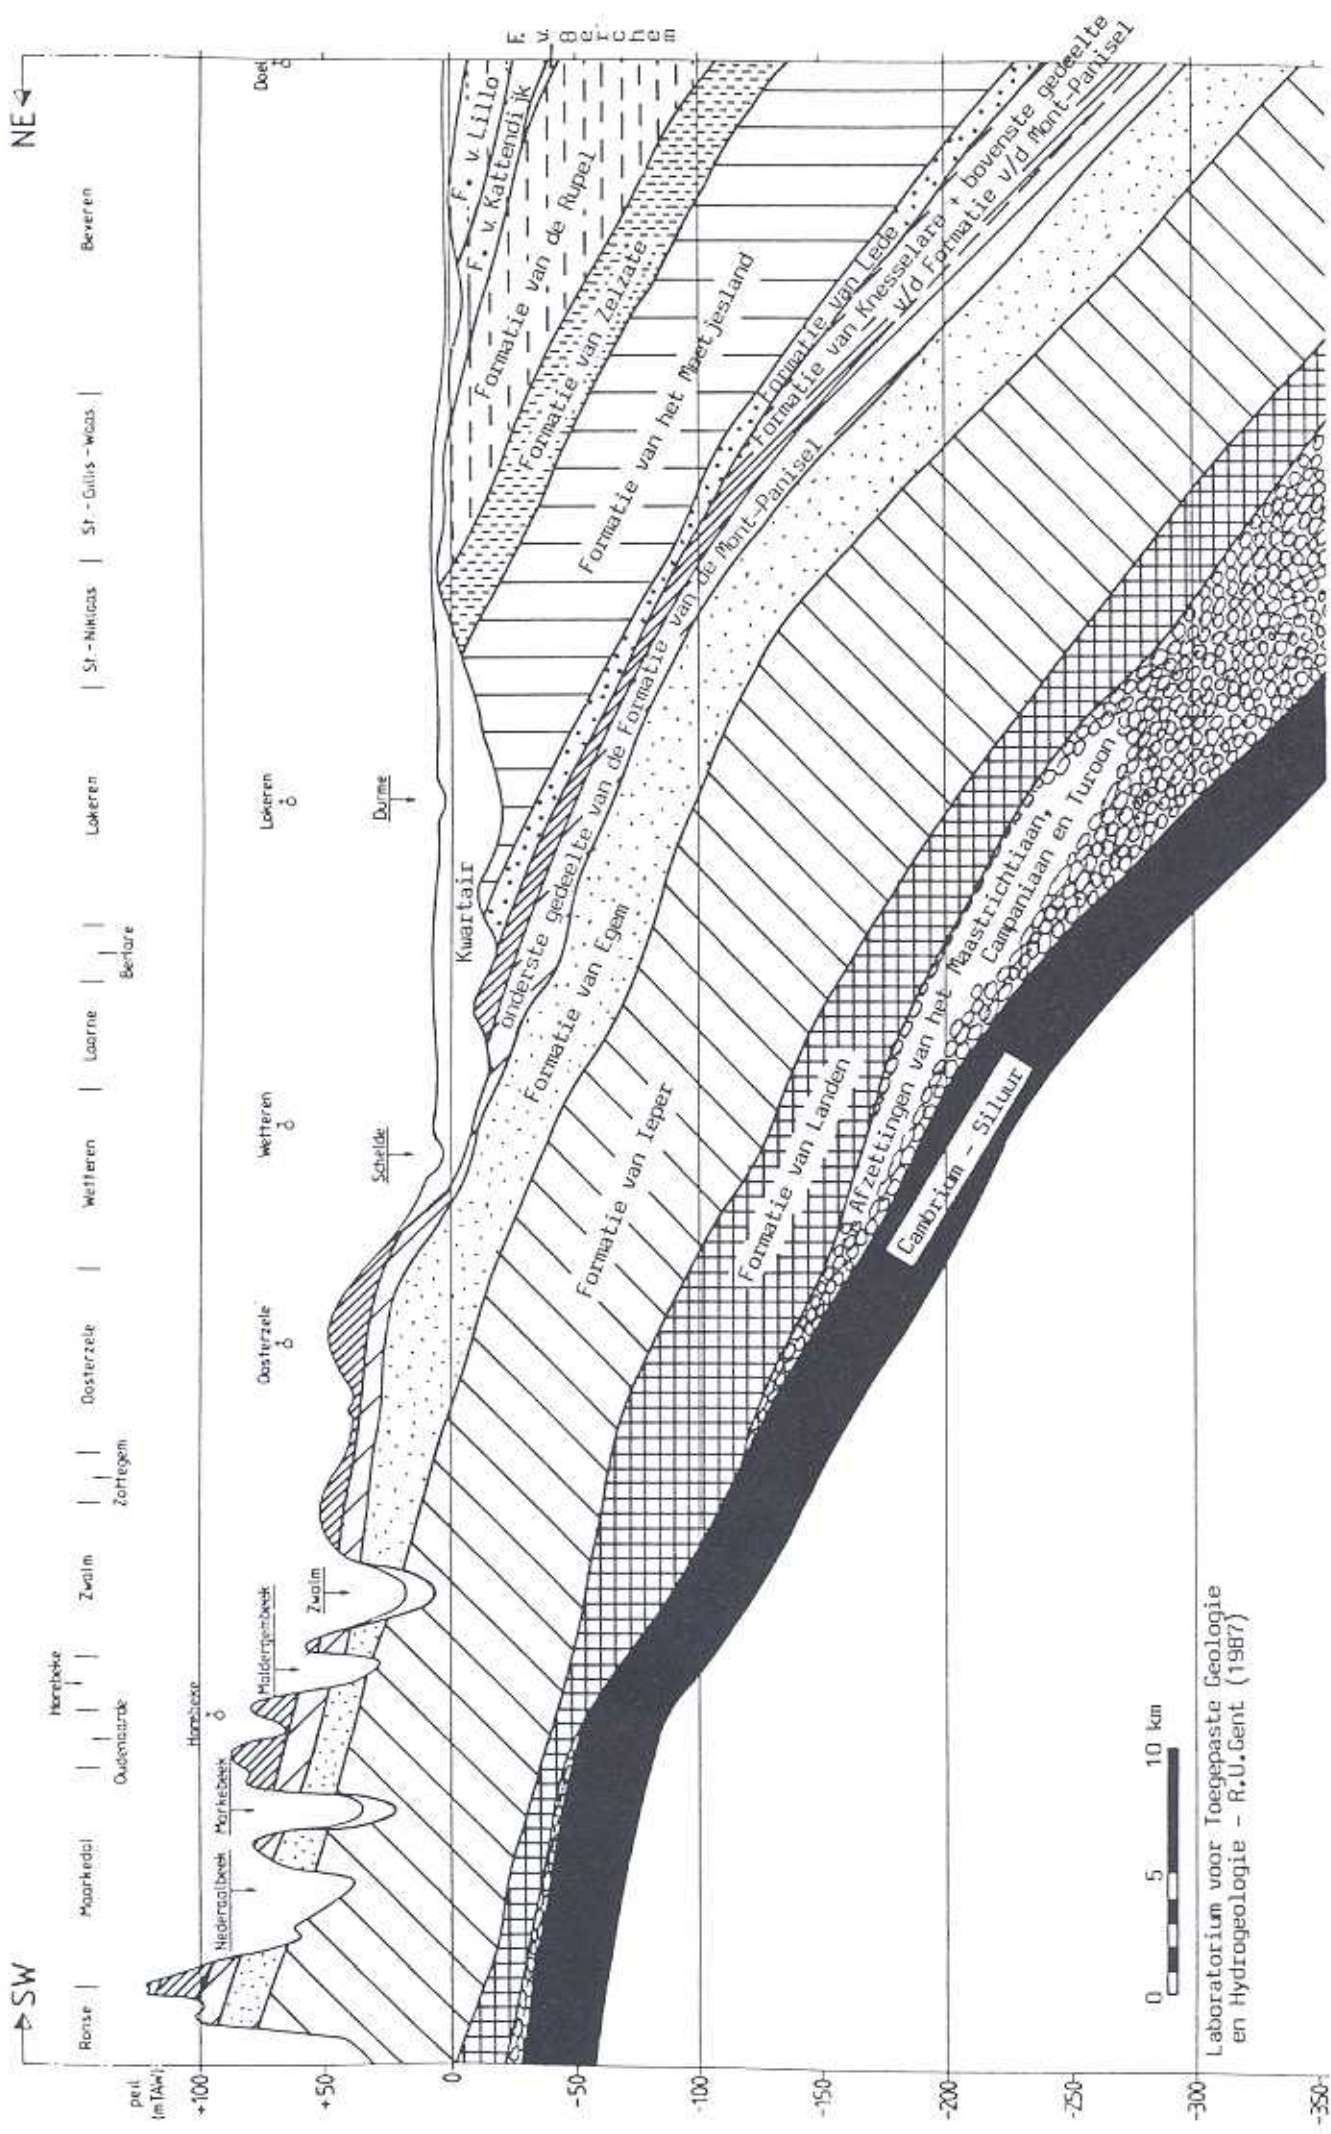 SW
NE
Horebeke
Ronse
Maarkedal
Oudenaarde
Zwalm
Zottegem
Oosterzele
Wetteren
Laarne
Berlare
Lokeren
St.-Niklaas
St.-Gillis-Waas
Beveren
peil
(mTAW)
+100
+50
0
-50
-100
-150
-200
-250
-300
-350
Nederaalbeek
Markebeek
Horebeke
Maldergembeek
Zwalm
Oosterzele
Schelde
Wetteren
Durme
Lokeren
Doel
Kwartair
F. v. Lillo
F. v. Kattendijk
F. v. Berchem
Formatie van de Rupel
Formatie van Zelzate
Formatie van het Meetjesland
Formatie van Lede
Formatie van Knesselare + bovenste gedeelte
v/d Formatie v/d Mont-Panisel
onderste gedeelte van de Formatie van de Mont-Panisel
Formatie van Egem
Formatie van Ieper
Formatie van Landen
Afzettingen van het Maastrichtiaan,
Campaniaan en Turoon
Cambrium - Siluur
0 5 10 km
Laboratorium voor Toegepaste Geologie
en Hydrogeologie - R.U.Gent (1987)